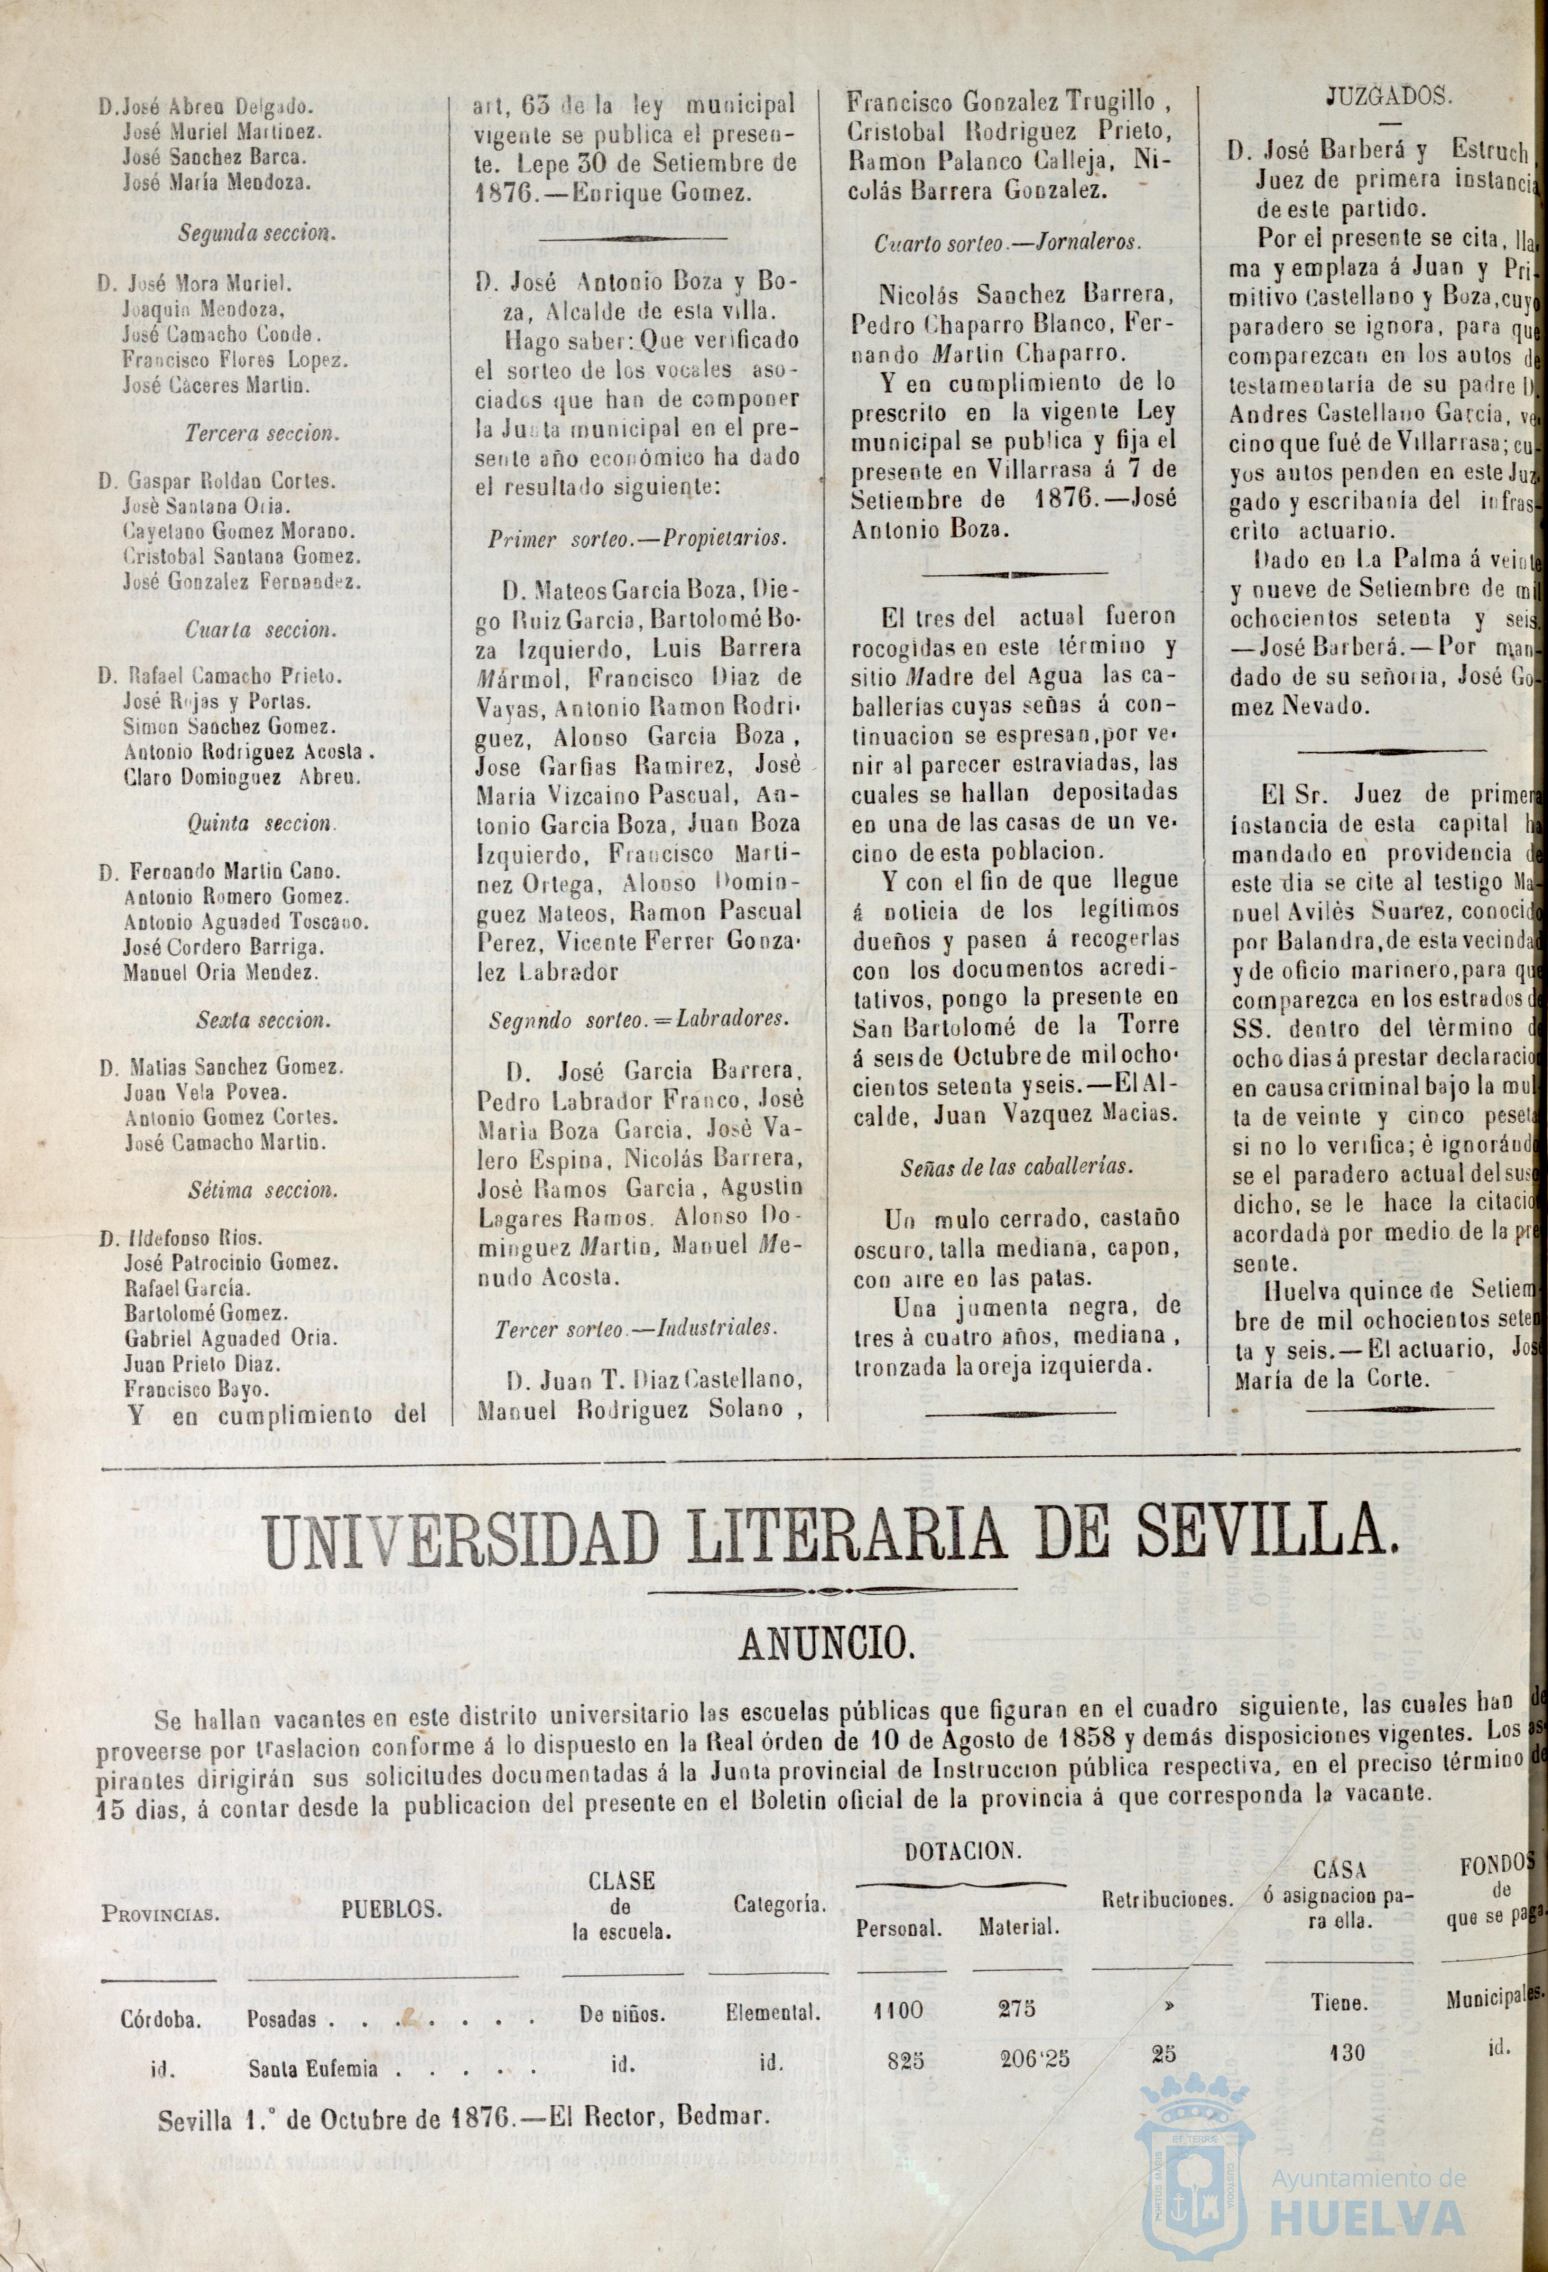 D. José Abreu Delgado.
José Muriel Martinez.
José Sanchez Barca.
José María Mendoza.
Segunda seccion.
D. José Mora Muriel.
Joaquin Mendoza,
José Camacho Conde.
Francisco Flores Lopez.
José Cáceres Martin.
Tercera seccion.
D. Gaspar Roldan Cortes.
Josè Santana Oria.
Cayetano Gomez Morano.
Cristobal Santana Gomez.
José Gonzalez Fernandez.
Cuarta seccion.
D. Rafael Camacho Prieto.
José Rojas y Portas.
Simon Sanchez Gomez.
Antonio Rodriguez Acosta.
Claro Dominguez Abreu.
Quinta seccion.
D. Fernando Martin Cano.
Antonio Romero Gomez.
Antonio Aguaded Toscano.
José Cordero Barriga.
Manuel Oria Mendez.
Sexta seccion.
D. Matias Sanchez Gomez.
Juan Vela Povea.
Antonio Gomez Cortes.
José Camacho Martin.
Sétima seccion.
D. Ildefonso Rios.
José Patrocinio Gomez.
Rafael García.
Bartolomé Gomez.
Gabriel Aguaded Oria.
Juan Prieto Diaz.
Francisco Bayo.
Y en cumplimiento del
art, 63 de la ley municipal
vigente se publica el presen-
te. Lepe 30 de Setiembre de
1876.—Enrique Gomez.
D. José Antonio Boza y Bo-
za, Alcalde de esta villa.
Hago saber: Que verificado
el sorteo de los vocales aso-
ciados que han de componer
la Junta municipal en el pre-
sente año económico ha dado
el resultado siguiente:
Primer sorteo.—Propietarios.
D. Mateos García Boza, Die-
go Ruiz Garcia, Bartolomé Bo-
za Izquierdo, Luis Barrera
Mármol, Francisco Diaz de
Vayas, Antonio Ramon Rodri-
guez, Alonso Garcia Boza,
Jose Garfias Ramirez, Josè
María Vizcaino Pascual, An-
tonio Garcia Boza, Juan Boza
Izquierdo, Francisco Marti-
nez Ortega, Alonso Domin-
guez Mateos, Ramon Pascual
Perez, Vicente Ferrer Gonza-
lez Labrador
Segnndo sorteo.=Labradores.
D. José Garcia Barrera,
Pedro Labrador Franco, Josè
Maria Boza Garcia, Josè Va-
lero Espina, Nicolás Barrera,
Josè Ramos Garcia, Agustin
Lagares Ramos. Alonso Do-
minguez Martin, Manuel Me-
nudo Acosta.
Tercer sorteo.—Industriales.
D. Juan T. Diaz Castellano,
Manuel Rodriguez Solano,
Francisco Gonzalez Trugillo,
Cristobal Rodriguez Prieto,
Ramon Palanco Calleja, Ni-
colás Barrera Gonzalez.
Cuarto sorteo.—Jornaleros.
Nicolás Sanchez Barrera,
Pedro Chaparro Blanco, Fer-
nando Martin Chaparro.
Y en cumplimiento de lo
prescrito en la vigente Ley
municipal se publica y fija el
presente en Villarrasa á 7 de
Setiembre de 1876.—José
Antonio Boza.
El tres del actual fueron
rocogidas en este término y
sitio Madre del Agua las ca-
ballerías cuyas señas á con-
tinuacion se espresan, por ve-
nir al parecer estraviadas, las
cuales se hallan depositadas
en una de las casas de un ve-
cino de esta poblacion.
Y con el fin de que llegue
á noticia de los legítimos
dueños y pasen á recogerlas
con los documentos acredi-
tativos, pongo la presente en
San Bartolomé de la Torre
á seis de Octubre de mil ocho-
cientos setenta y seis.—El Al-
calde, Juan Vazquez Macias.
Señas de las caballerías.
Un mulo cerrado, castaño
oscuro, talla mediana, capon,
con aire en las patas.
Una jumenta negra, de
tres à cuatro años, mediana,
tronzada la oreja izquierda.
JUZGADOS.
D. José Barberá y Estruch
Juez de primera instancia
de este partido.
Por el presente se cita, lla-
ma y emplaza á Juan y Pri-
mitivo Castellano y Boza, cuyo
paradero se ignora, para que
comparezcan en los autos de
testamentaría de su padre D.
Andres Castellano García, ve-
cino que fué de Villarrasa; cu-
yos autos penden en este Juz-
gado y escribanía del infras-
crito actuario.
Dado en La Palma á veinte
y nueve de Setiembre de mil
ochocientos setenta y seis.
—José Barberá.—Por man-
dado de su señoria, José Go-
mez Nevado.
El Sr. Juez de primera
instancia de esta capital ha
mandado en providencia de
este dia se cite al testigo Ma-
nuel Avilès Suarez, conocido
por Balandra, de esta vecindad
y de oficio marinero, para que
comparezca en los estrados de
SS. dentro del término de
ocho dias á prestar declaracion
en causa criminal bajo la mul-
ta de veinte y cinco pesetas
si no lo verifica; é ignorándo
se el paradero actual del suso
dicho, se le hace la citacion
acordada por medio de la pre
sente.
Huelva quince de Setiem-
bre de mil ochocientos seten
ta y seis.—El actuario, José
María de la Corte.
UNIVERSIDAD LITERARIA DE SEVILLA.
ANUNCIO.
Se hallan vacantes en este distrito universitario las escuelas públicas que figuran en el cuadro siguiente, las cuales han de
proveerse por traslacion conforme á lo dispuesto en la Real órden de 10 de Agosto de 1858 y demás disposiciones vigentes. Los as-
pirantes dirigirán sus solicitudes documentadas á la Junta provincial de Instruccion pública respectiva, en el preciso término de
15 dias, á contar desde la publicacion del presente en el Boletin oficial de la provincia á que corresponda la vacante.
PROVINCIAS. PUEBLOS. CLASE de la escuela. Categoría. DOTACION. Personal. Material. Retribuciones. CASA ó asignacion pa-ra ella. FONDOS de que se paga.
Córdoba. Posadas . . . . . . . . De niños. Elemental. 1100 275 » Tiene. Municipales.
id. Santa Eufemia . . . . . id. id. 825 206'25 25 130 id.
Sevilla 1.° de Octubre de 1876.—El Rector, Bedmar.
Ayuntamiento de
HUELVA